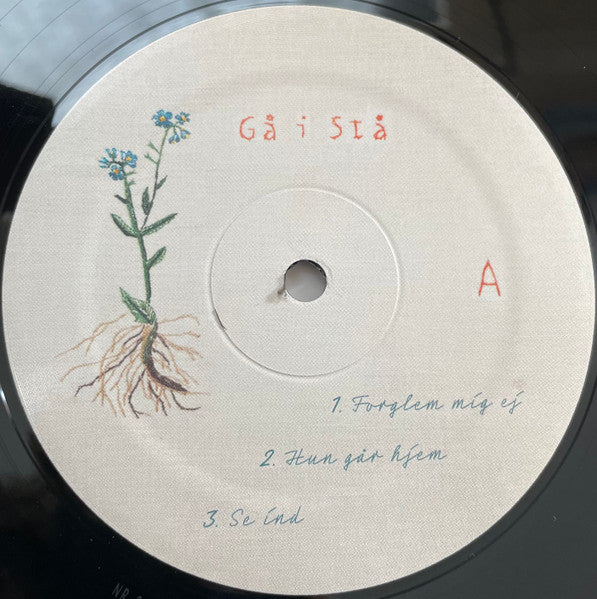 Gå i Stå
A
1. Forglem mig ej
2. Hun går hjem
3. Se ind